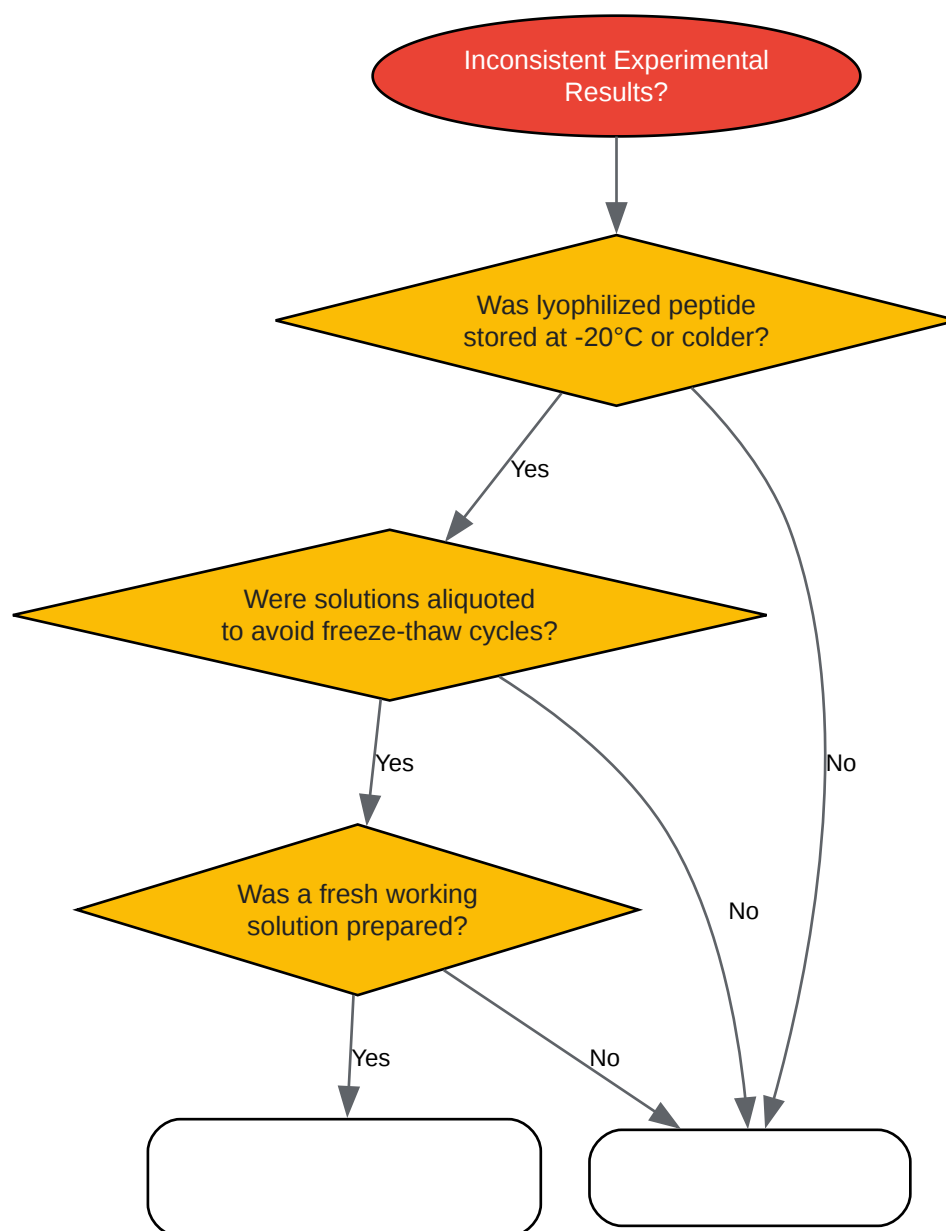 Inconsistent Experimental
Results?
Was lyophilized peptide
stored at -20°C or colder?
Yes
Were solutions aliquoted
to avoid freeze-thaw cycles?
Yes
No
Was a fresh working
solution prepared?
No
Yes
No